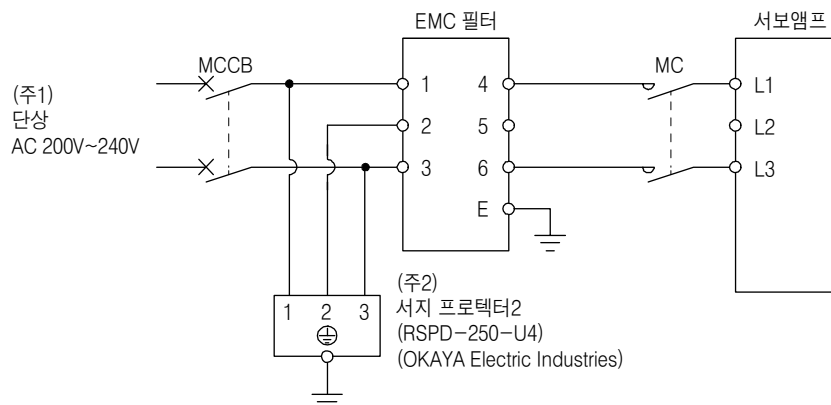 EMC 필터
서보앰프
MCCB
MC
(주1)
단상
AC 200V~240V
1
4
L1
2
5
L2
3
6
L3
E
(주2)
서지 프로텍터2
(RSPD-250-U4)
(OKAYA Electric Industries)
1 2 3